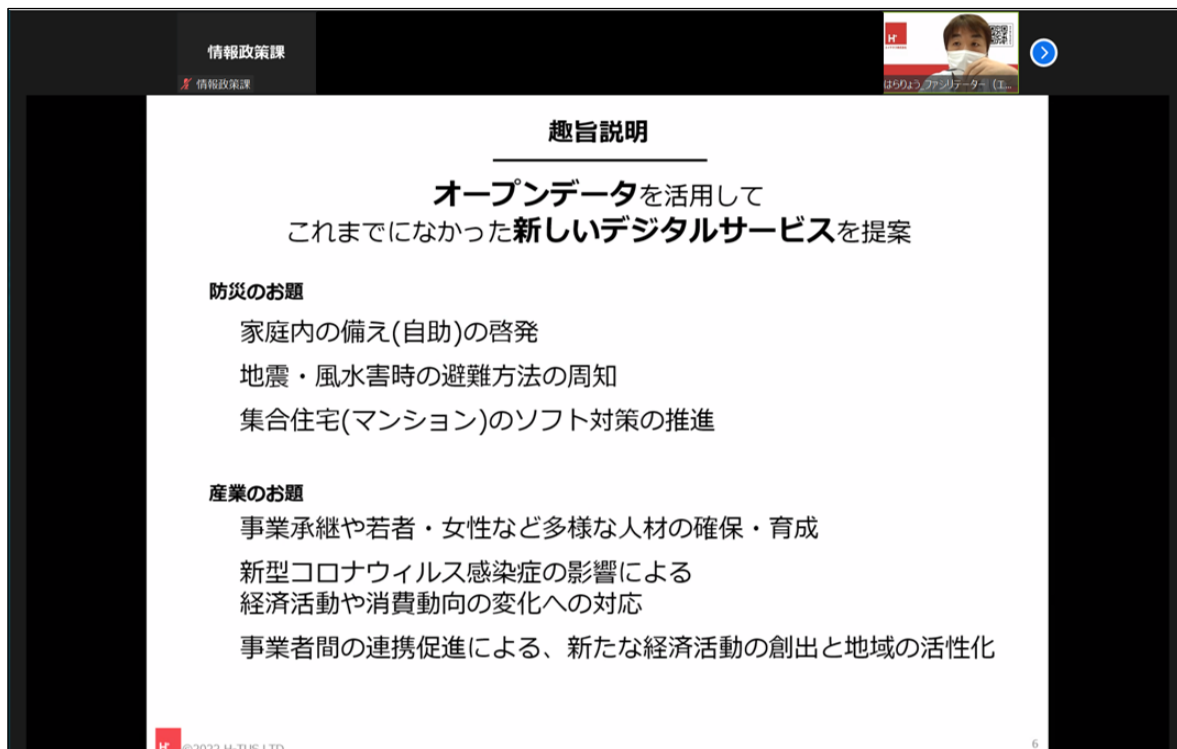 情報政策課
情報政策課
はらりょう_ファシリテーター（エ...
趣旨説明
オープンデータを活用して
これまでになかった新しいデジタルサービスを提案
防災のお題
家庭内の備え(自助)の啓発
地震・風水害時の避難方法の周知
集合住宅(マンション)のソフト対策の推進
産業のお題
事業承継や若者・女性など多様な人材の確保・育成
新型コロナウィルス感染症の影響による
経済活動や消費動向の変化への対応
事業者間の連携促進による、新たな経済活動の創出と地域の活性化
©2022 H-TUS LTD.
6